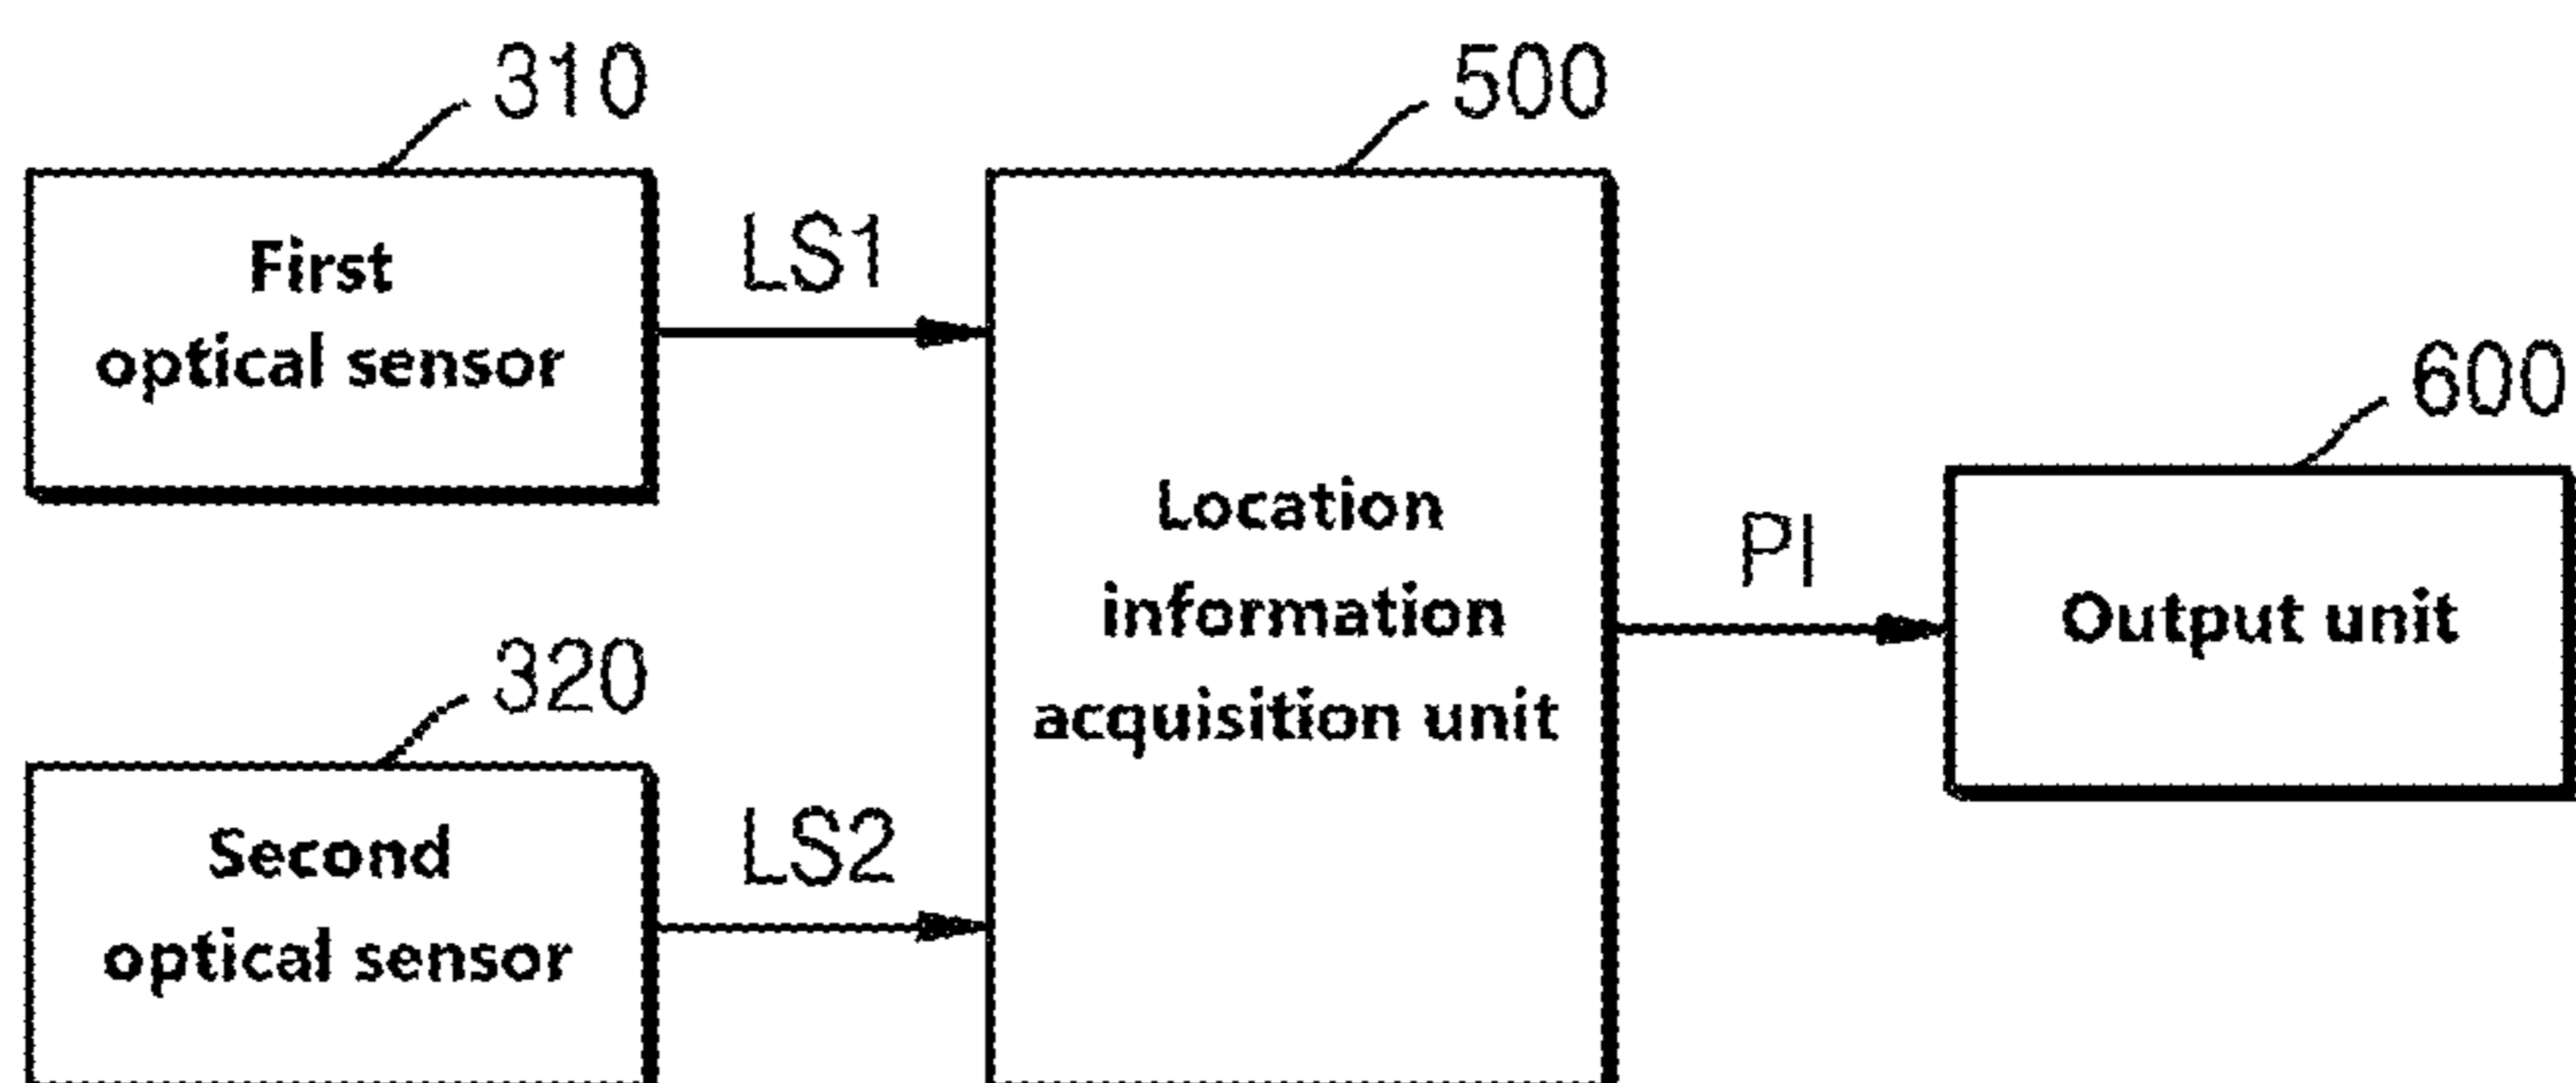 310
First
optical sensor
LS1
320
Second
optical sensor
LS2
500
Location
information
acquisition unit
PI
600
Output unit